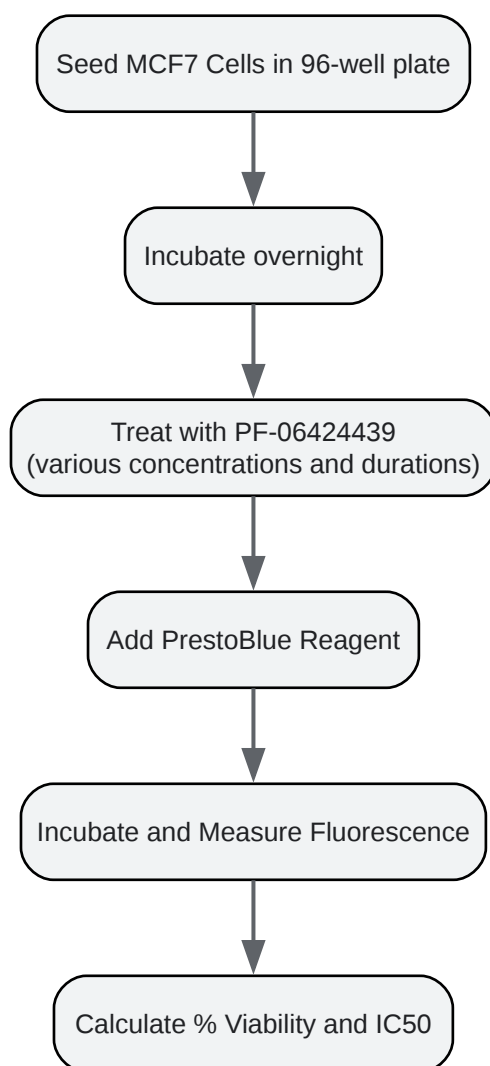 Seed MCF7 Cells in 96-well plate
Incubate overnight
Treat with PF-06424439
(various concentrations and durations)
Add PrestoBlue Reagent
Incubate and Measure Fluorescence
Calculate % Viability and IC50